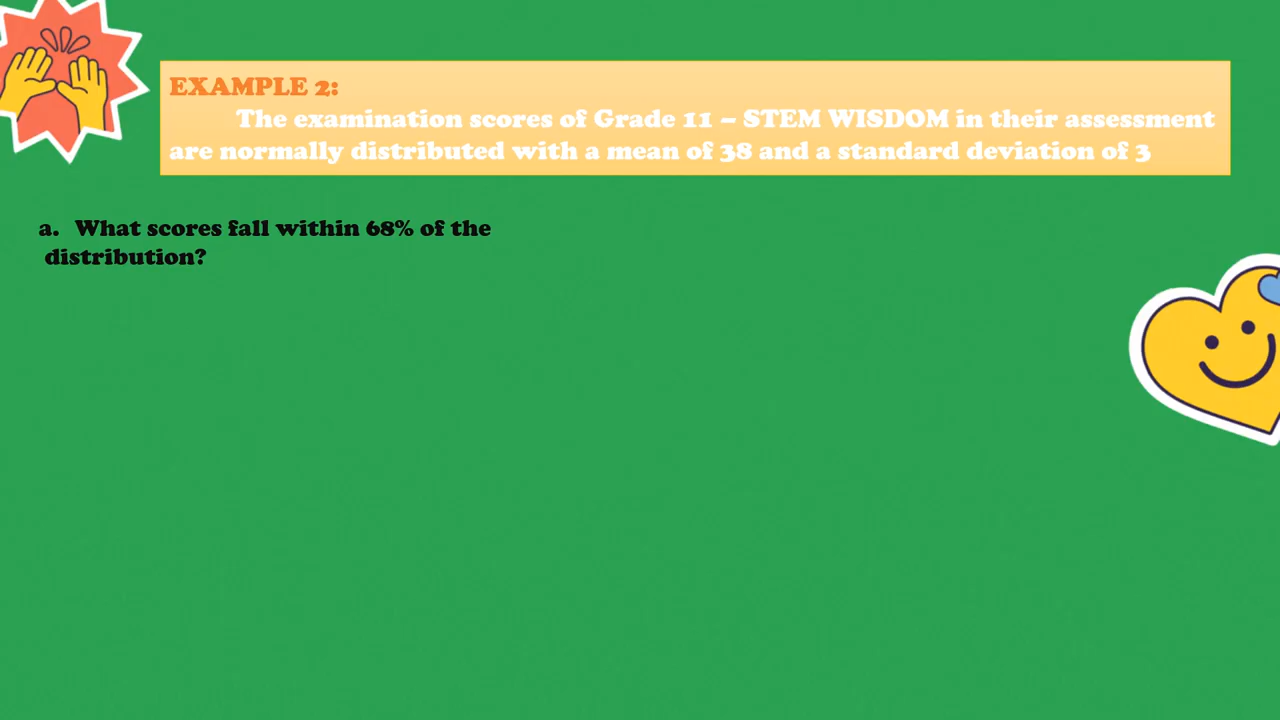 EXAMPLE 2:
The examination scores of Grade 11 – STEM WISDOM in their assessment
are normally distributed with a mean of 38 and a standard deviation of 3
a. What scores fall within 68% of the
distribution?